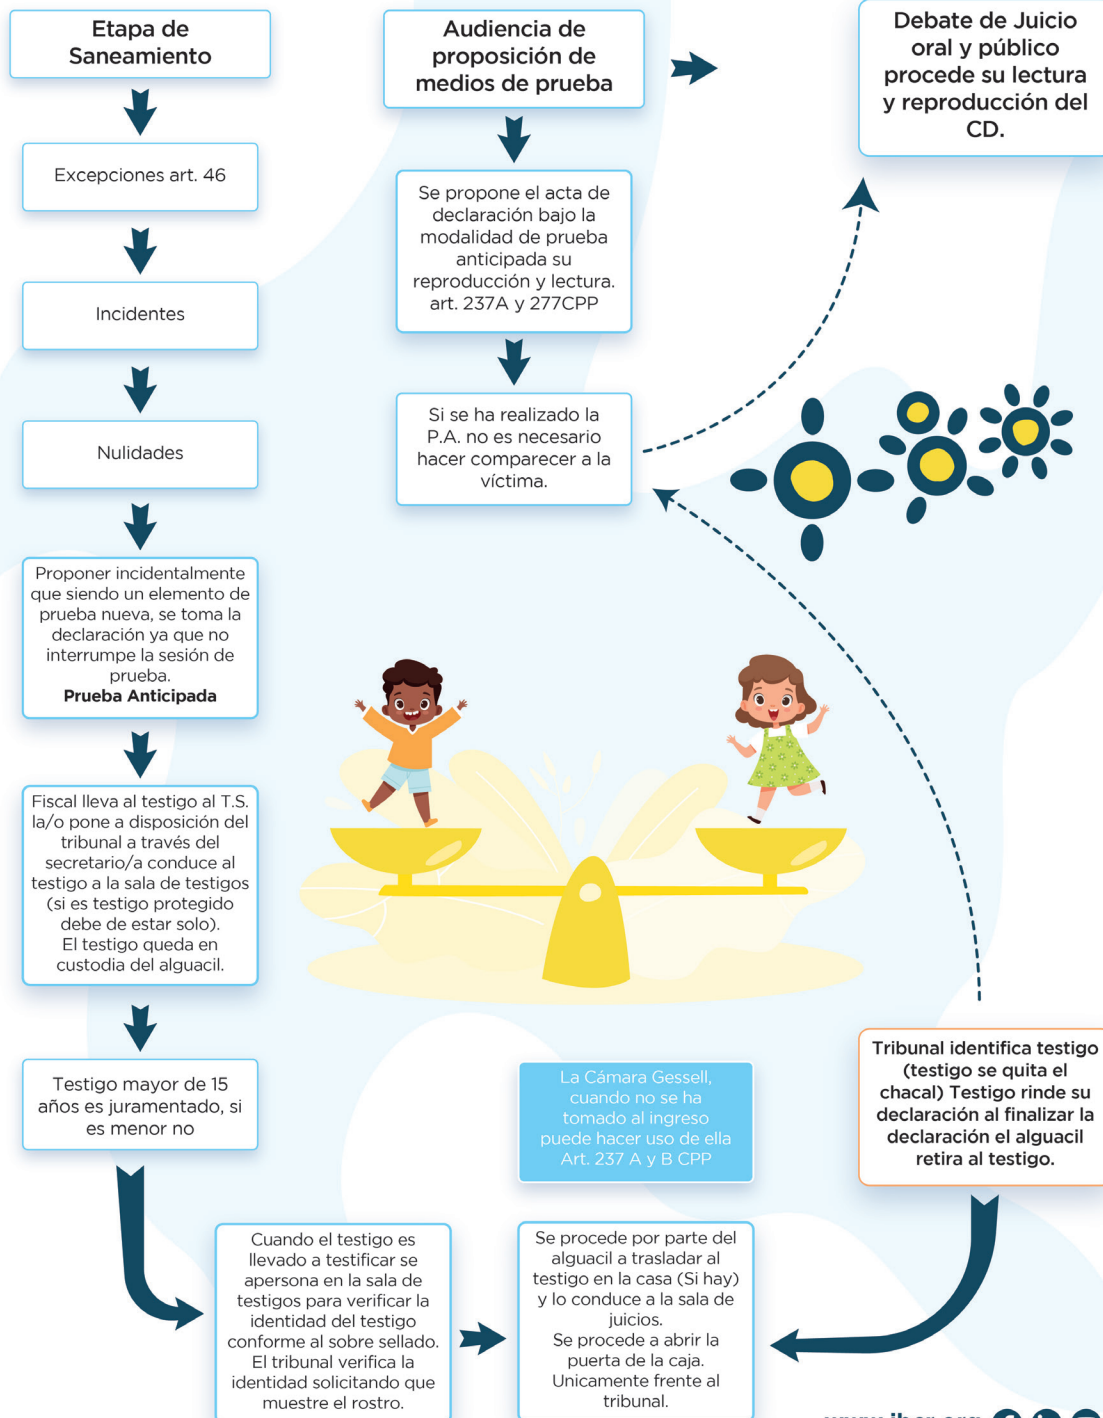 Etapa de
Saneamiento
Excepciones art. 46
Incidentes
Nulidades
Proponer incidentalmente
que siendo un elemento de
prueba nueva, se toma la
declaración ya que no
interrumpe la sesión de
prueba.
Prueba Anticipada
Fiscal lleva al testigo al T.S.
la/o pone a disposición del
tribunal a través del
secretario/a conduce al
testigo a la sala de testigos
(si es testigo protegido
debe de estar solo).
El testigo queda en
custodia del alguacil.
Testigo mayor de 15
años es juramentado, si
es menor no
Audiencia de
proposición de
medios de prueba
Se propone el acta de
declaración bajo la
modalidad de prueba
anticipada su
reproducción y lectura.
art. 237A y 277CPP
Si se ha realizado la
P.A. no es necesario
hacer comparecer a la
víctima.
Debate de Juicio
oral y público
procede su lectura
y reproducción del
CD.
La Cámara Gessell,
cuando no se ha
tomado al ingreso
puede hacer uso de ella
Art. 237 A y B CPP
Tribunal identifica testigo
(testigo se quita el
chacal) Testigo rinde su
declaración al finalizar la
declaración el alguacil
retira al testigo.
Cuando el testigo es
llevado a testificar se
apersona en la sala de
testigos para verificar la
identidad del testigo
conforme al sobre sellado.
El tribunal verifica la
identidad solicitando que
muestre el rostro.
Se procede por parte del
alguacil a trasladar al
testigo en la casa (Si hay)
y lo conduce a la sala de
juicios.
Se procede a abrir la
puerta de la caja.
Unicamente frente al
tribunal.